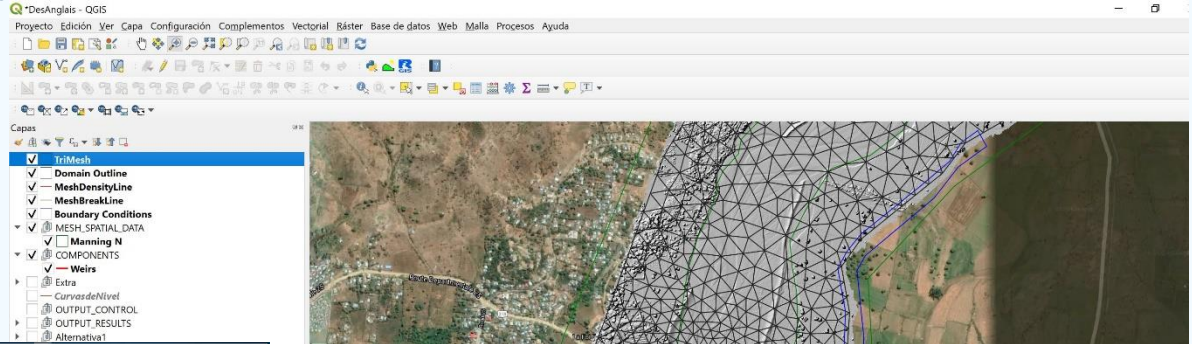 *DesAnglais - QGIS
Proyecto Edición Ver Capa Configuración Complementos Vectorial Ráster Base de datos Web Malla Procesos Ayuda
Capas
TriMesh
Domain Outline
MeshDensityLine
MeshBreakLine
Boundary Conditions
MESH_SPATIAL_DATA
Manning N
COMPONENTS
Weirs
Extra
CurvasdeNivel
OUTPUT_CONTROL
OUTPUT_RESULTS
Alternativa1